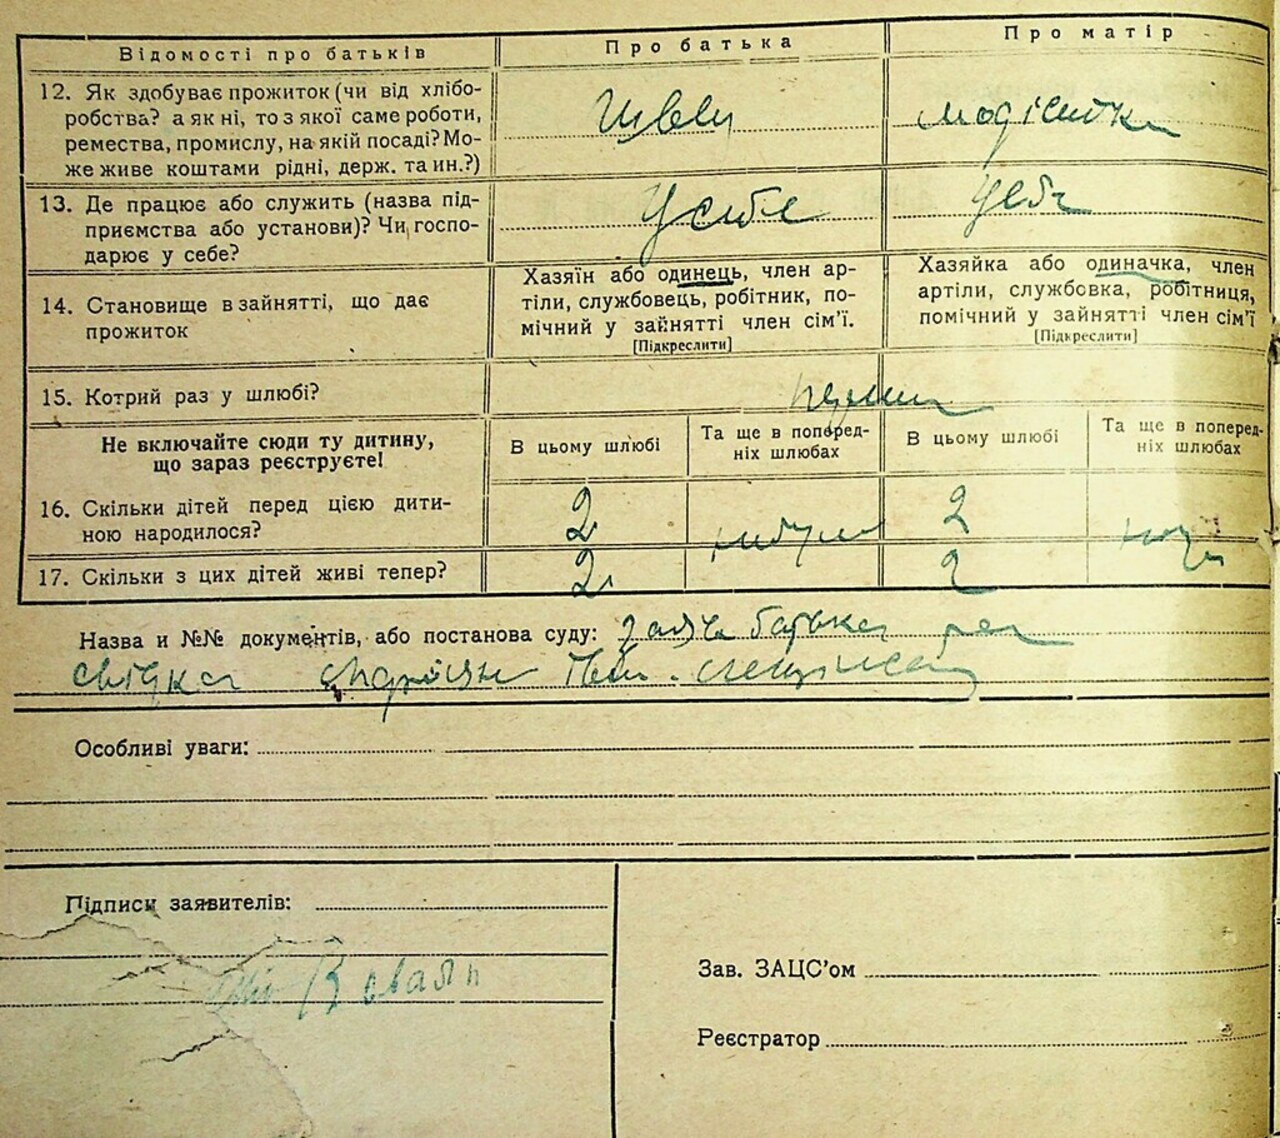 Відомості про батьків
Про батька
Про матір
12. Як здобуває прожиток (чи від хлібо-
робства? а як ні, то з якої саме роботи,
ремества, промислу, на якій посаді? Мо-
же живе коштами рідні, держ. та ин.?)
Швец
модістка
13. Де працює або служить (назва під-
приємства або установи)? Чи госпо-
дарює у себе?
У себе
У себе
14. Становище в зайнятті, що дає
прожиток
Хазяїн або одинець, член ар-
тіли, службовець, робітник, по-
мічний у зайнятті член сім'ї.
[Підкреслити]
Хазяйка або одиначка, член
артіли, службовка, робітниця,
помічний у зайнятті член сім'ї
[Підкреслити]
15. Котрий раз у шлюбі?
Не включайте сюди ту дитину,
що зараз реєструєте!
В цьому шлюбі
Та ще в поперед-
ніх шлюбах
В цьому шлюбі
Та ще в поперед-
ніх шлюбах
16. Скільки дітей перед цією дити-
ною народилося?
2
2
17. Скільки з цих дітей живі тепер?
2
2
Назва и №№ документів, або постанова суду: заява батька
свідка
Особливі уваги:
Підписи заявителів:
Зав. ЗАЦС'ом
Реєстратор